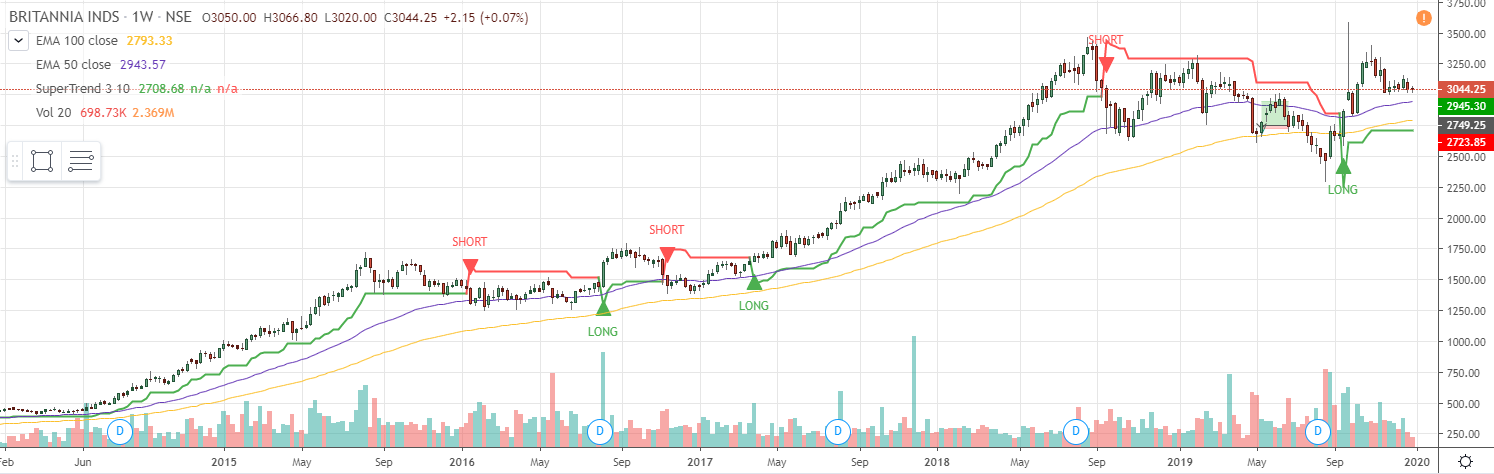 BRITANNIA INDS · 1W · NSE O3050.00 H3066.80 L3020.00 C3044.25 +2.15 (+0.07%)
EMA 100 close 2793.33
EMA 50 close 2943.57
SuperTrend 3 10 2708.68 n/a n/a
Vol 20 698.73K 2.369M
SHORT
SHORT
SHORT
LONG
LONG
LONG
D D D D D
3750.00
3500.00
3250.00
3044.25
2945.30
2749.25
2723.85
2500.00
2250.00
2000.00
1750.00
1500.00
1250.00
1000.00
750.00
500.00
250.00
Feb Jun 2015 May Sep 2016 May Sep 2017 May Sep 2018 May Sep 2019 May Sep 2020